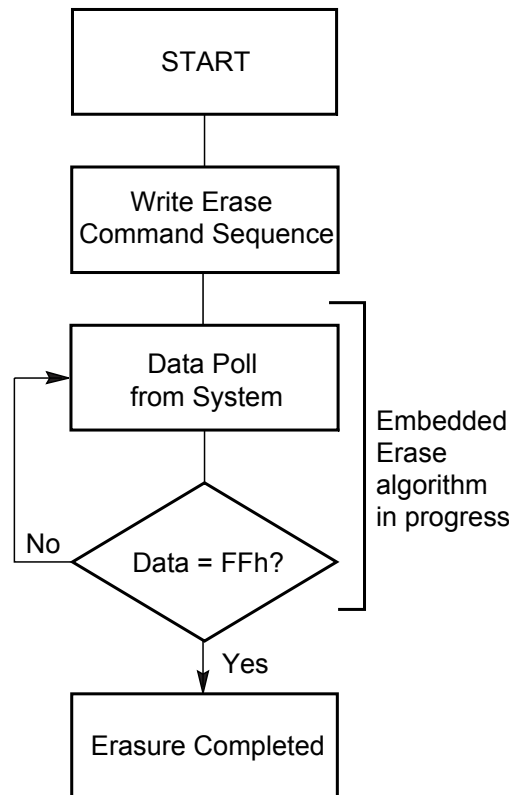 START
Write Erase
Command Sequence
Data Poll
from System
Embedded
Erase
algorithm
in progress
No
Data = FFh?
Yes
Erasure Completed